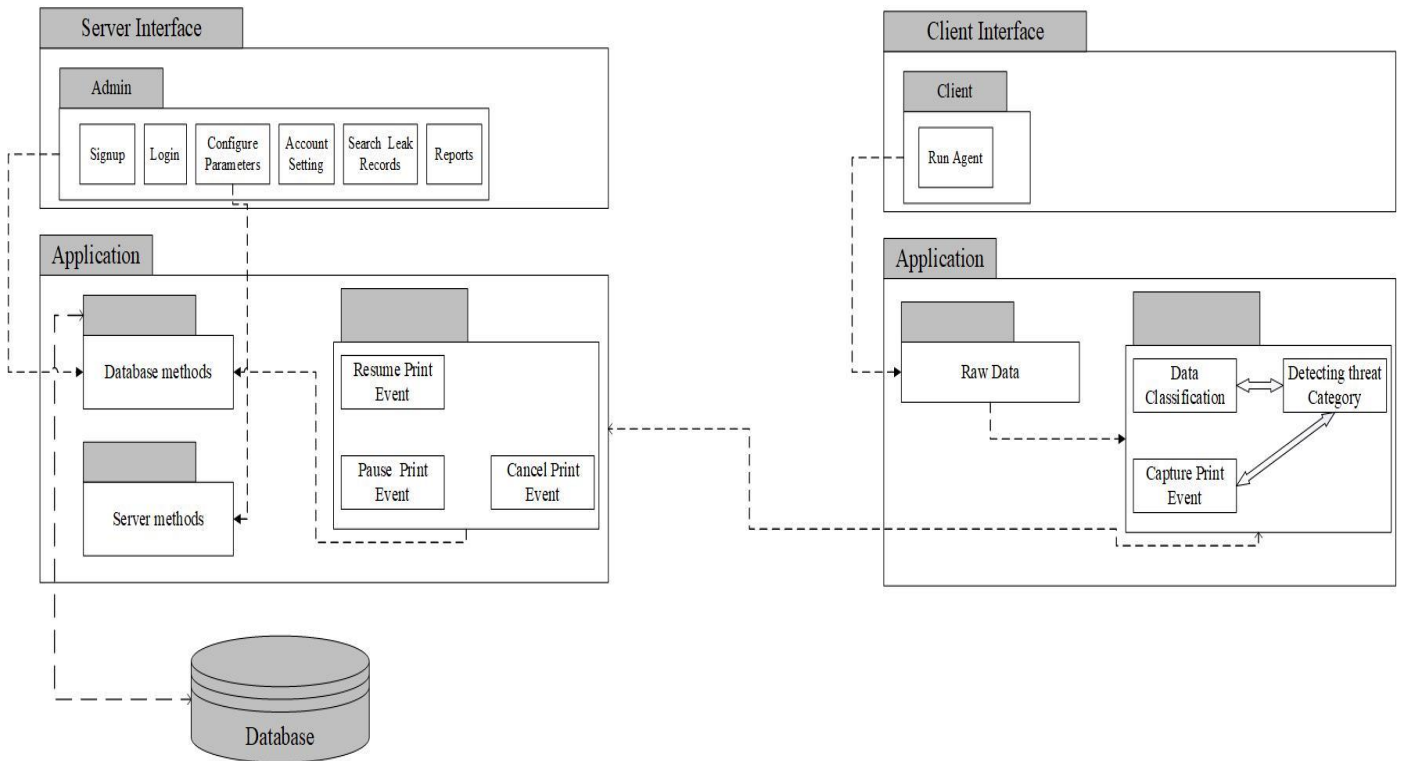 Server Interface
Admin
Signup
Login
Configure
Parameters
Account
Setting
Search Leak
Records
Reports
Application
Database methods
Server methods
Resume Print
Event
Pause Print
Event
Cancel Print
Event
Database
Client Interface
Client
Run Agent
Application
Raw Data
Data
Classification
Detecting threat
Category
Capture Print
Event